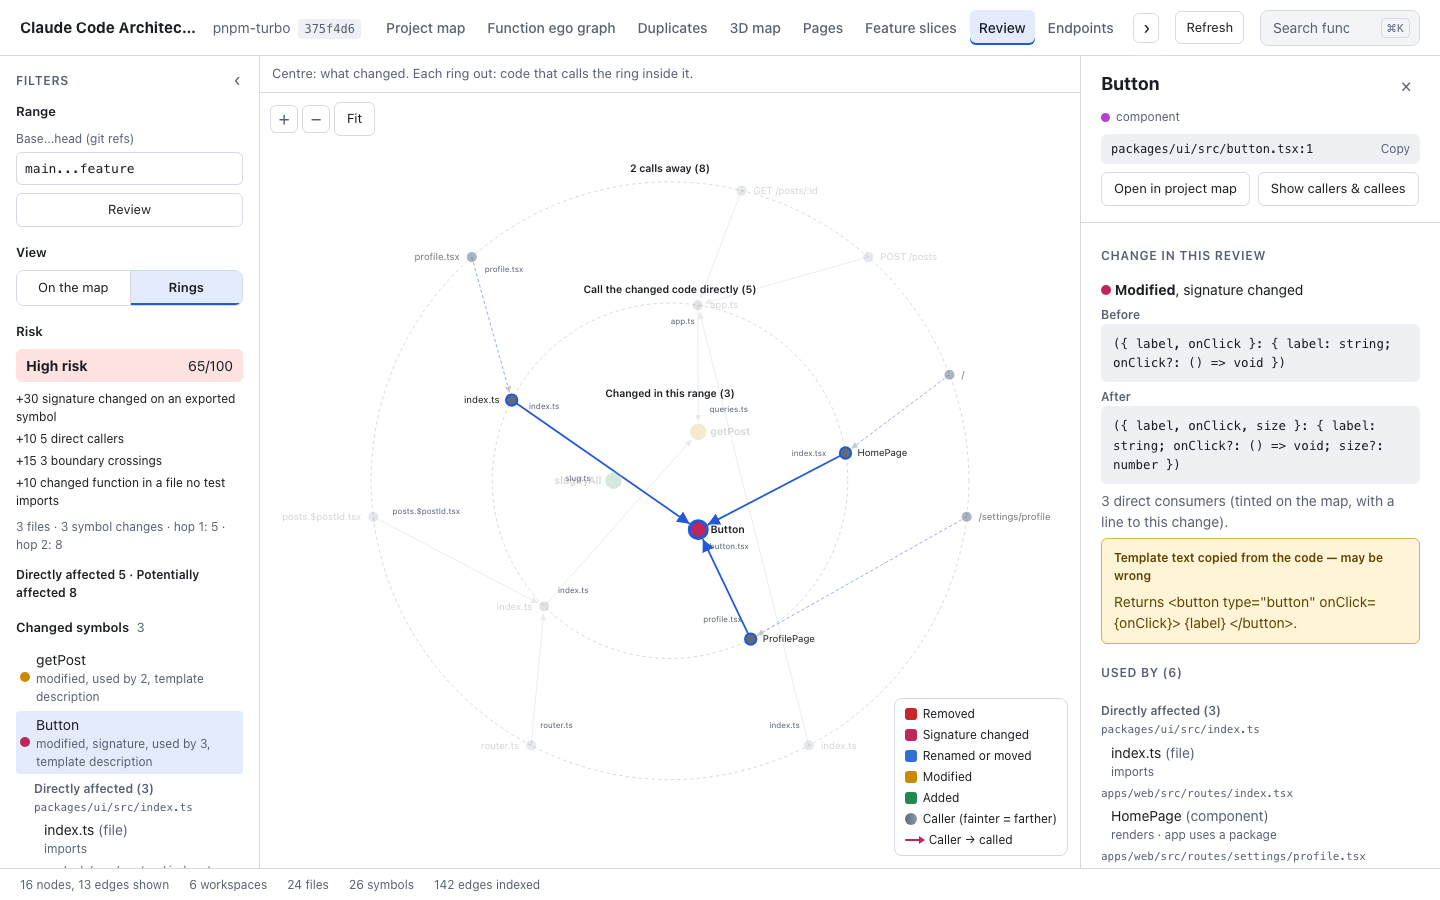 Claude Code Architec...
pnpm-turbo
375f4d6
Project map
Function ego graph
Duplicates
3D map
Pages
Feature slices
Review
Endpoints
›
Refresh
Search func
⌘K
FILTERS
‹
Range
Base...head (git refs)
main...feature
Review
View
On the map
Rings
Risk
High risk
65/100
+30 signature changed on an exported
symbol
+10 5 direct callers
+15 3 boundary crossings
+10 changed function in a file no test
imports
3 files · 3 symbol changes · hop 1: 5 ·
hop 2: 8
Directly affected 5 · Potentially
affected 8
Changed symbols 3
getPost
modified, used by 2, template
description
Button
modified, signature, used by 3,
template description
Directly affected (3)
packages/ui/src/index.ts
index.ts (file)
imports
Centre: what changed. Each ring out: code that calls the ring inside it.
+
−
Fit
2 calls away (8)
GET /posts/:id
profile.tsx
profile.tsx
POST /posts
Call the changed code directly (5)
app.ts
app.ts
/
Changed in this range (3)
index.ts
index.ts
queries.ts
getPost
index.tsx
HomePage
slugifyAll
slug.ts
posts.$postId.tsx
posts.$postId.tsx
/settings/profile
Button
button.tsx
index.ts
index.ts
profile.tsx
ProfilePage
router.ts
router.ts
index.ts
index.ts
Removed
Signature changed
Renamed or moved
Modified
Added
Caller (fainter = farther)
Caller → called
Button
×
component
packages/ui/src/button.tsx:1
Copy
Open in project map
Show callers & callees
CHANGE IN THIS REVIEW
Modified, signature changed
Before
({ label, onClick }: { label: string;
onClick?: () => void })
After
({ label, onClick, size }: { label:
string; onClick?: () => void; size?:
number })
3 direct consumers (tinted on the map, with a
line to this change).
Template text copied from the code — may be
wrong
Returns <button type="button" onClick=
{onClick}> {label} </button>.
USED BY (6)
Directly affected (3)
packages/ui/src/index.ts
index.ts (file)
imports
apps/web/src/routes/index.tsx
HomePage (component)
renders · app uses a package
apps/web/src/routes/settings/profile.tsx
16 nodes, 13 edges shown
6 workspaces
24 files
26 symbols
142 edges indexed